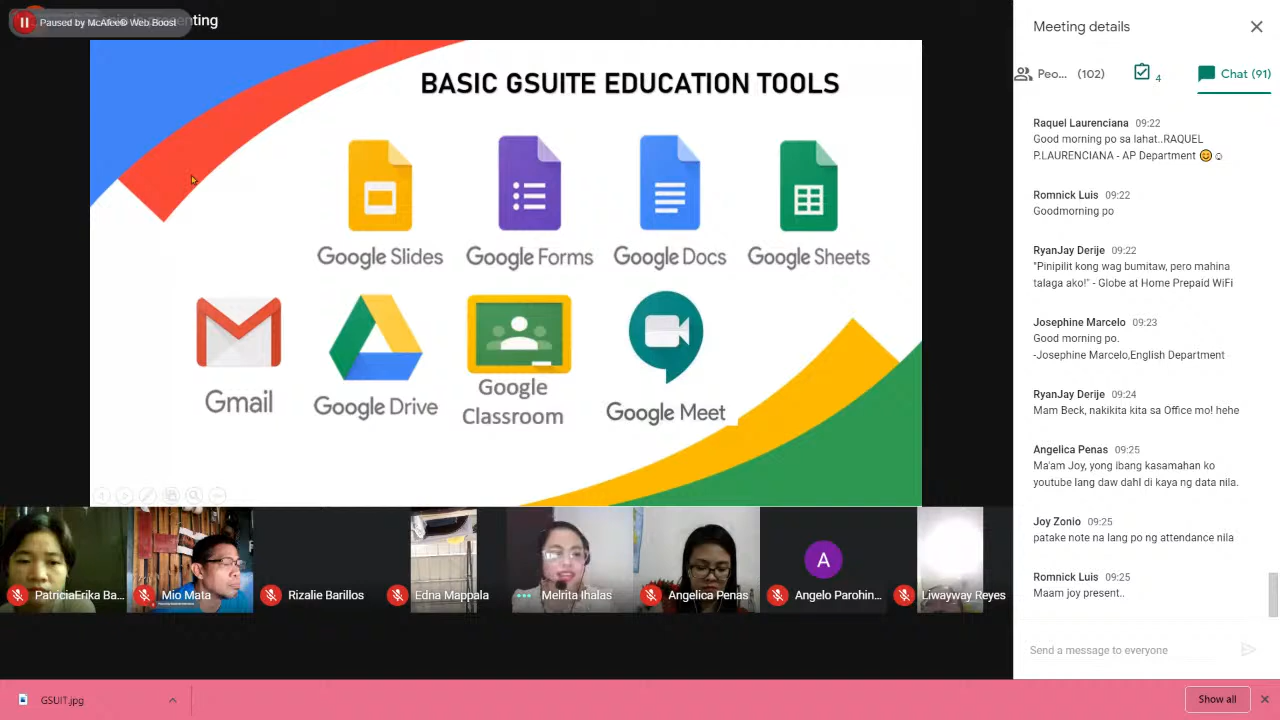 Paused by McAfee® Web Boost
enting
BASIC GSUITE EDUCATION TOOLS
Google Slides
Google Forms
Google Docs
Google Sheets
Gmail
Google Drive
Google
Classroom
Google Meet
PatriciaErika Ba...
Mio Mata
Rizalie Barillos
Edna Mappala
Melrita Ihalas
Angelica Penas
A
Angelo Parohin...
Liwayway Reyes
Meeting details
Peo... (102)
4
Chat (91)
Raquel Laurenciana 09:22
Good morning po sa lahat..RAQUEL
P.LAURENCIANA - AP Department 😊☺
Romnick Luis 09:22
Goodmorning po
RyanJay Derije 09:22
"Pinipilit kong wag bumitaw, pero mahina
talaga ako!" - Globe at Home Prepaid WiFi
Josephine Marcelo 09:23
Good morning po.
-Josephine Marcelo,English Department
RyanJay Derije 09:24
Mam Beck, nakikita kita sa Office mo! hehe
Angelica Penas 09:25
Ma'am Joy, yong ibang kasamahan ko
youtube lang daw dahl di kaya ng data nila.
Joy Zonio 09:25
patake note na lang po ng attendance nila
Romnick Luis 09:25
Maam joy present..
Send a message to everyone
GSUIT.jpg
Show all